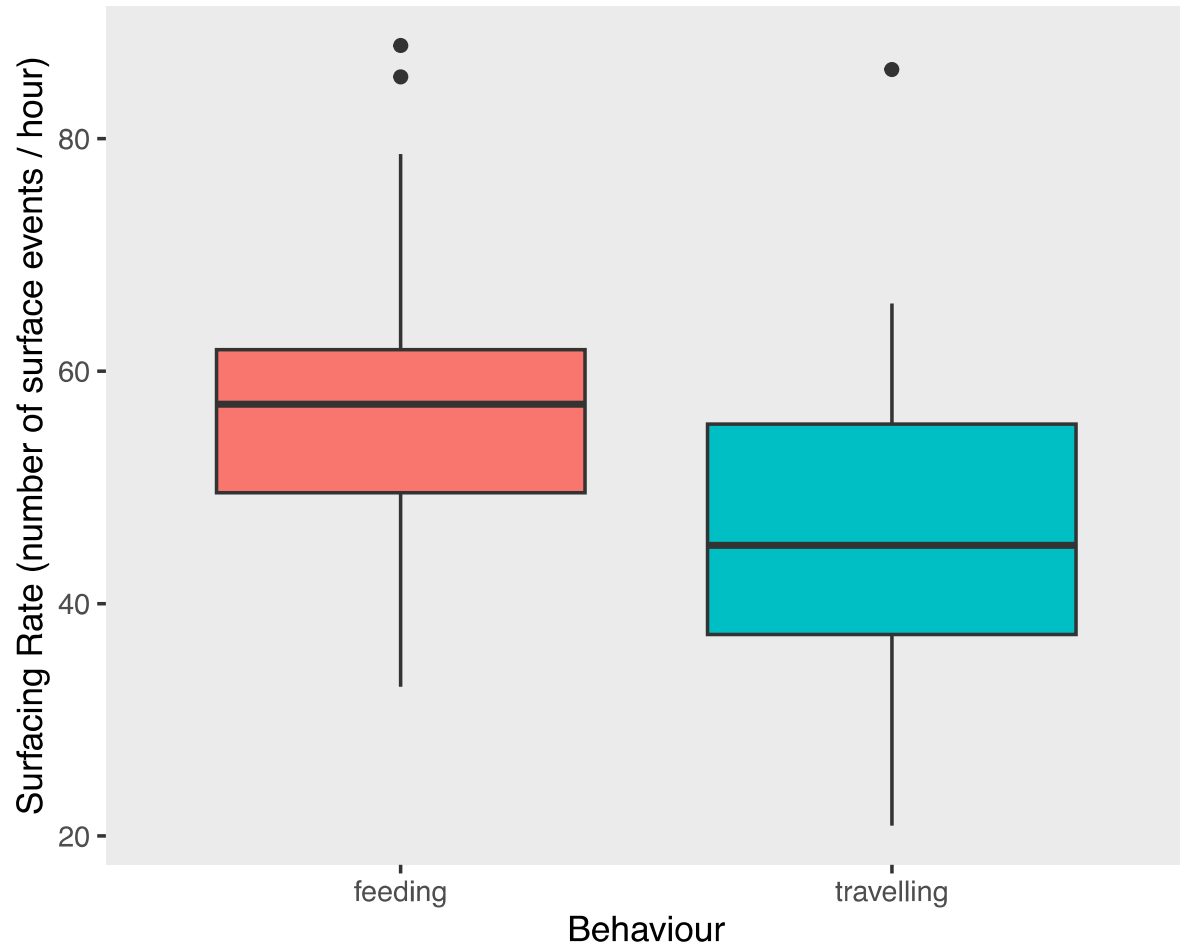 Surfacing Rate (number of surface events / hour)
80
60
40
20
feeding
travelling
Behaviour